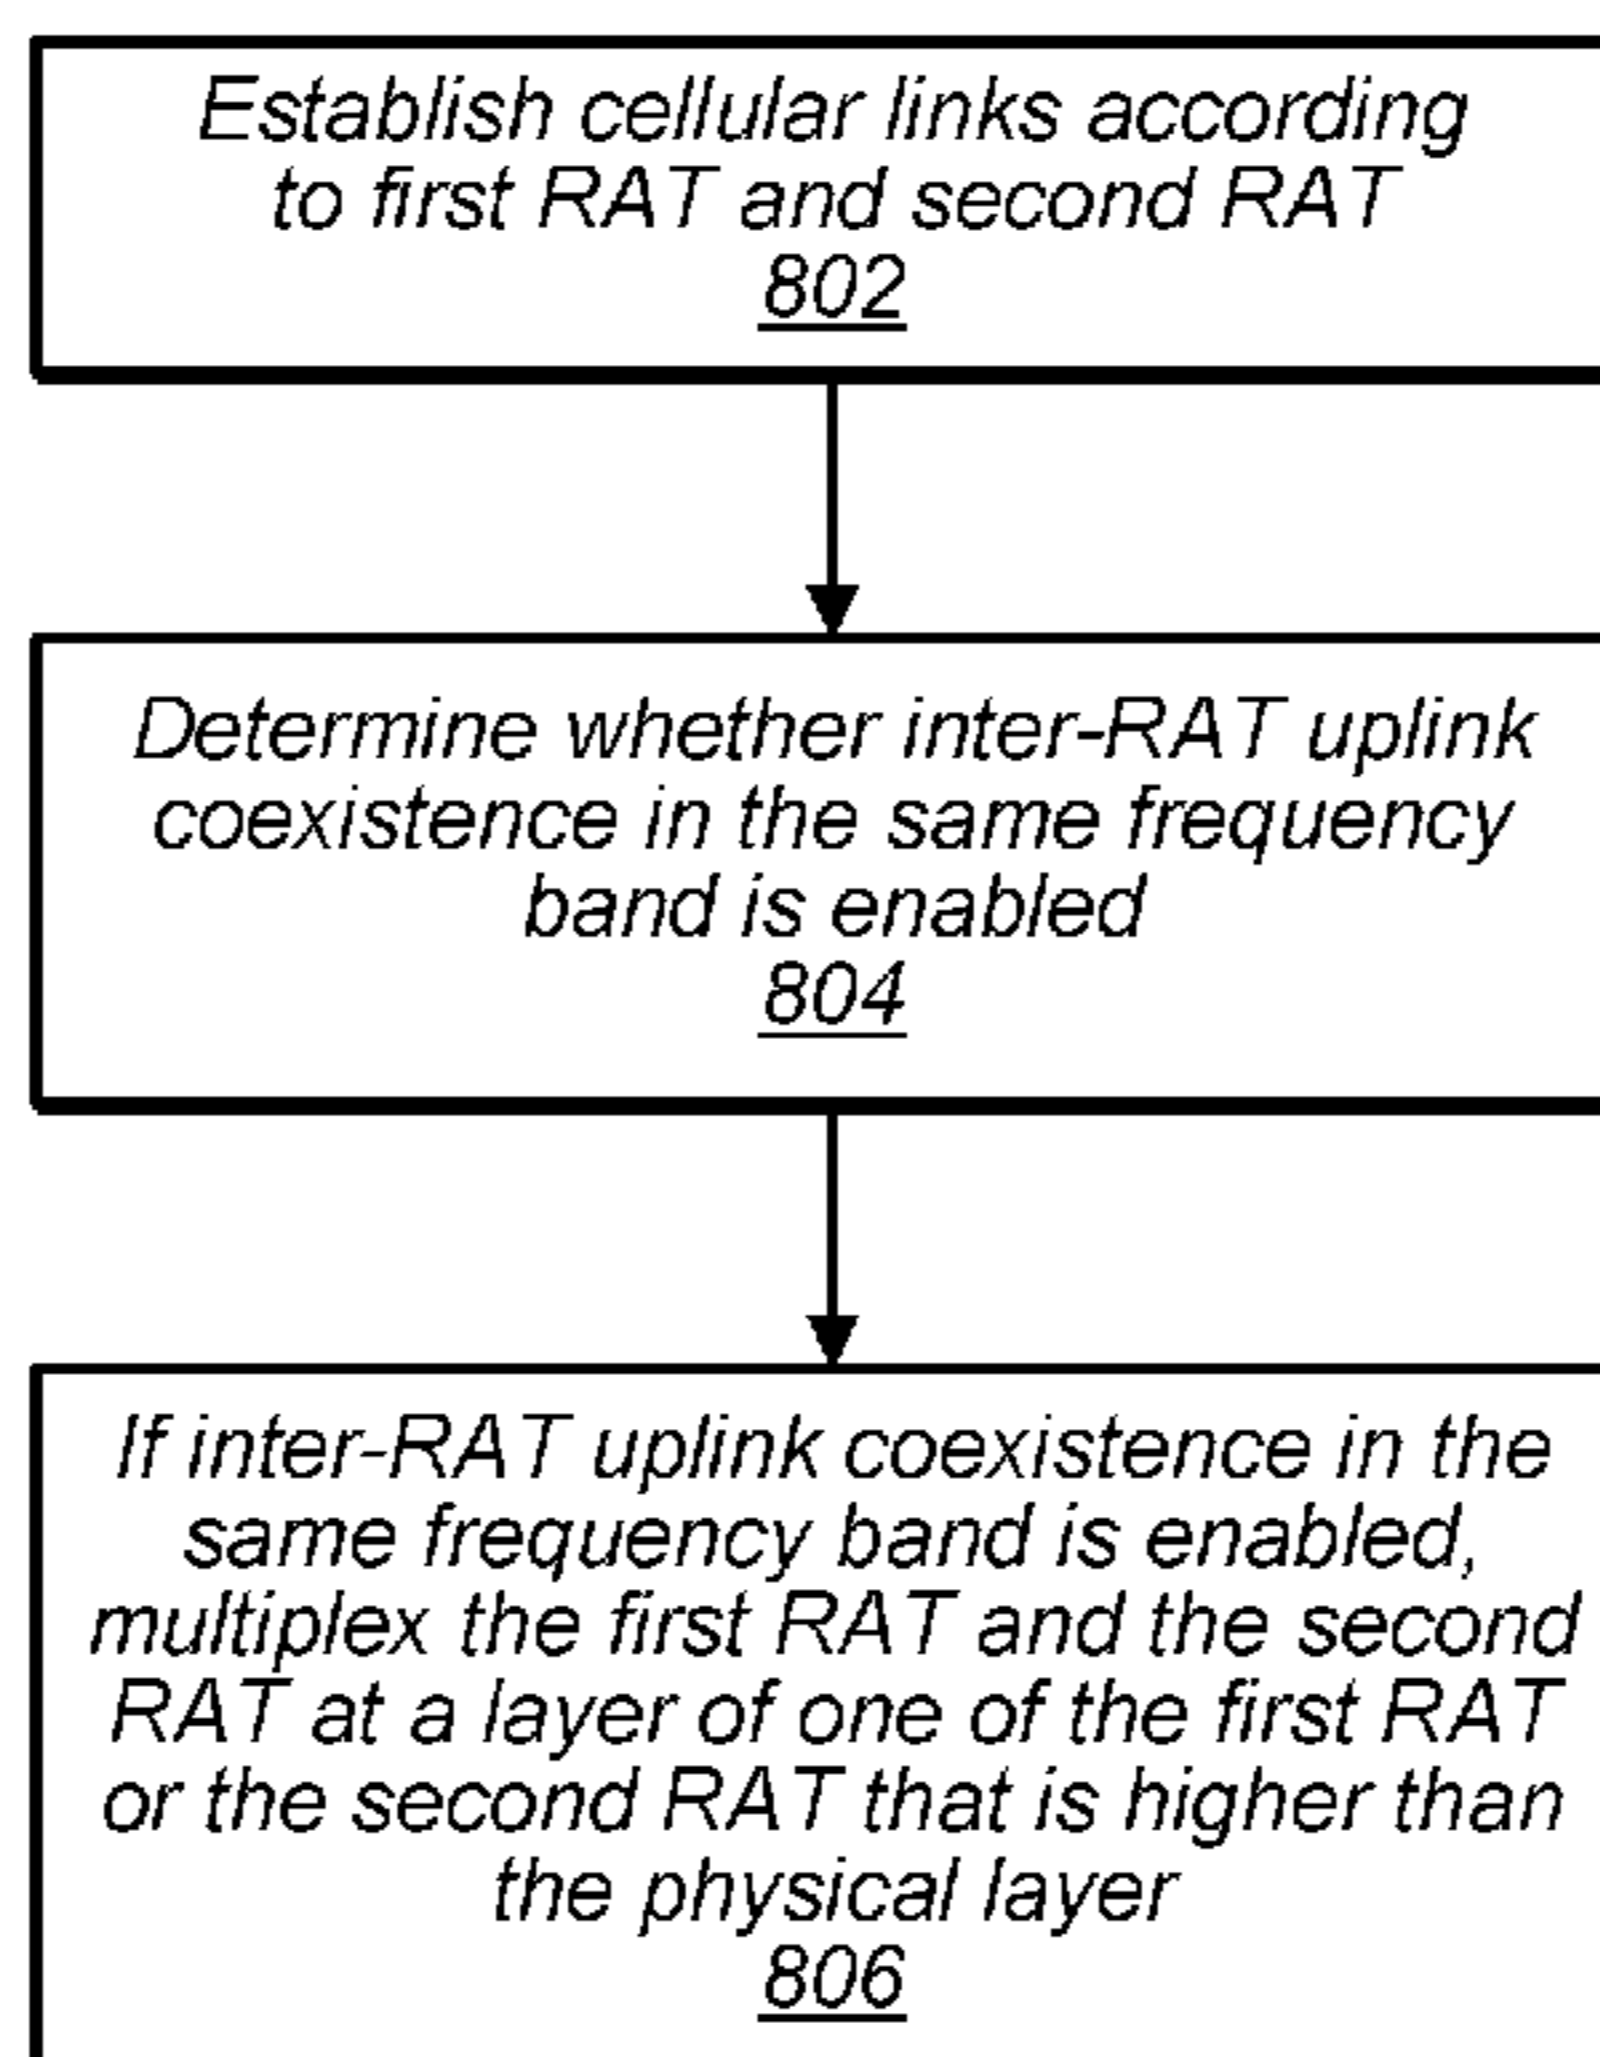 Establish cellular links according
to first RAT and second RAT
802
Determine whether inter-RAT uplink
coexistence in the same frequency
band is enabled
804
If inter-RAT uplink coexistence in the
same frequency band is enabled,
multiplex the first RAT and the second
RAT at a layer of one of the first RAT
or the second RAT that is higher than
the physical layer
806